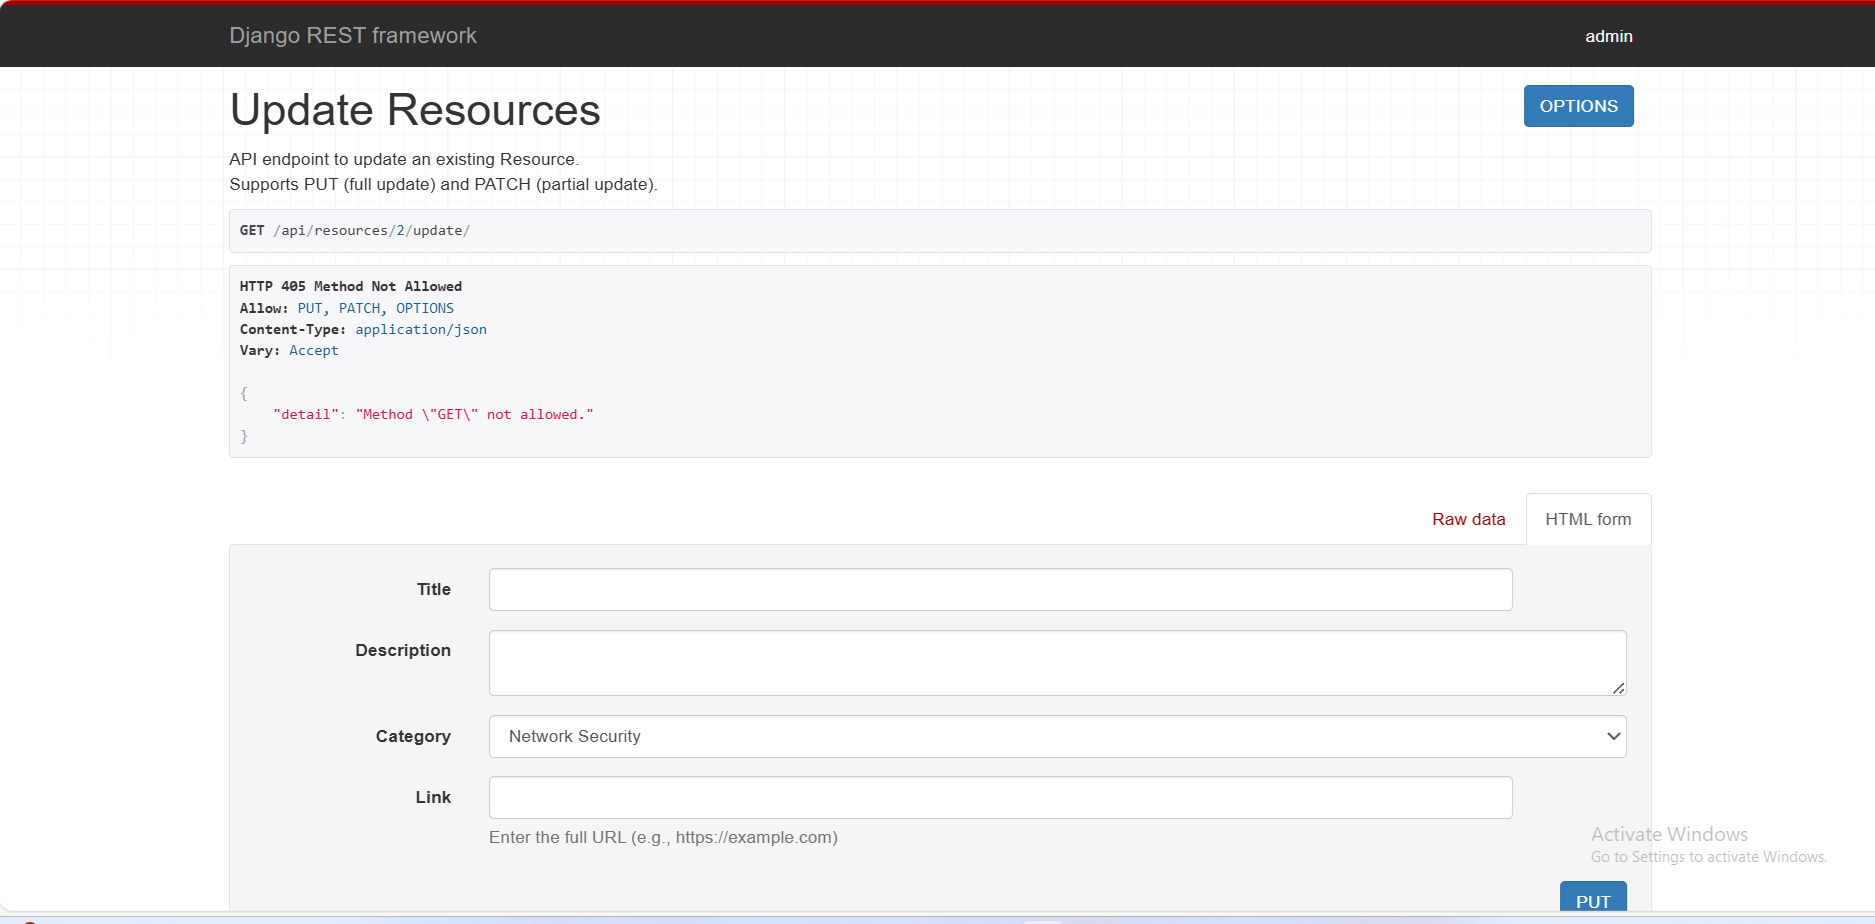 Django REST framework
admin
Update Resources
OPTIONS
API endpoint to update an existing Resource.
Supports PUT (full update) and PATCH (partial update).
GET /api/resources/2/update/
HTTP 405 Method Not Allowed
Allow: PUT, PATCH, OPTIONS
Content-Type: application/json
Vary: Accept
{
    "detail": "Method \"GET\" not allowed."
}
Raw data
HTML form
Title
Description
Category
Network Security
Link
Enter the full URL (e.g., https://example.com)
Activate Windows
Go to Settings to activate Windows.
PUT